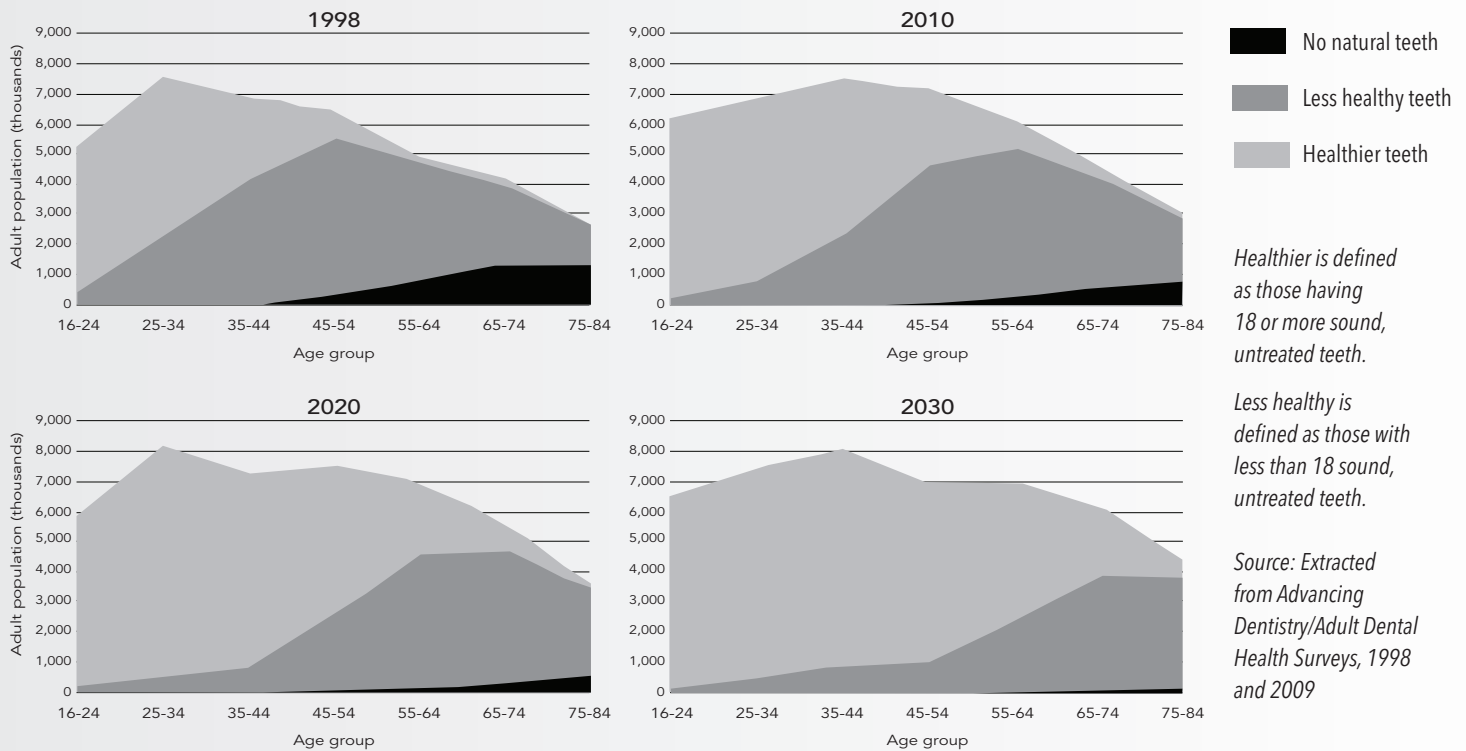 1998
Adult population (thousands)
9,000
8,000
7,000
6,000
5,000
4,000
3,000
2,000
1,000
0
16-24 25-34 35-44 45-54 55-64 65-74 75-84
Age group
2010
9,000
8,000
7,000
6,000
5,000
4,000
3,000
2,000
1,000
0
16-24 25-34 35-44 45-54 55-64 65-74 75-84
Age group
2020
Adult population (thousands)
9,000
8,000
7,000
6,000
5,000
4,000
3,000
2,000
1,000
0
16-24 25-34 35-44 45-54 55-64 65-74 75-84
Age group
2030
9,000
8,000
7,000
6,000
5,000
4,000
3,000
2,000
1,000
0
16-24 25-34 35-44 45-54 55-64 65-74 75-84
Age group
No natural teeth
Less healthy teeth
Healthier teeth
Healthier is defined
as those having
18 or more sound,
untreated teeth.
Less healthy is
defined as those with
less than 18 sound,
untreated teeth.
Source: Extracted
from Advancing
Dentistry/Adult Dental
Health Surveys, 1998
and 2009